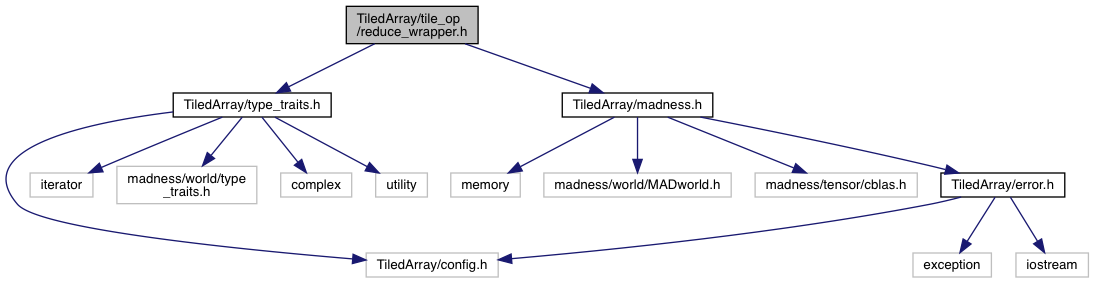 TiledArray/tile_op
/reduce_wrapper.h
TiledArray/type_traits.h
TiledArray/madness.h
iterator
madness/world/type
_traits.h
complex
utility
memory
madness/world/MADworld.h
madness/tensor/cblas.h
TiledArray/error.h
TiledArray/config.h
exception
iostream